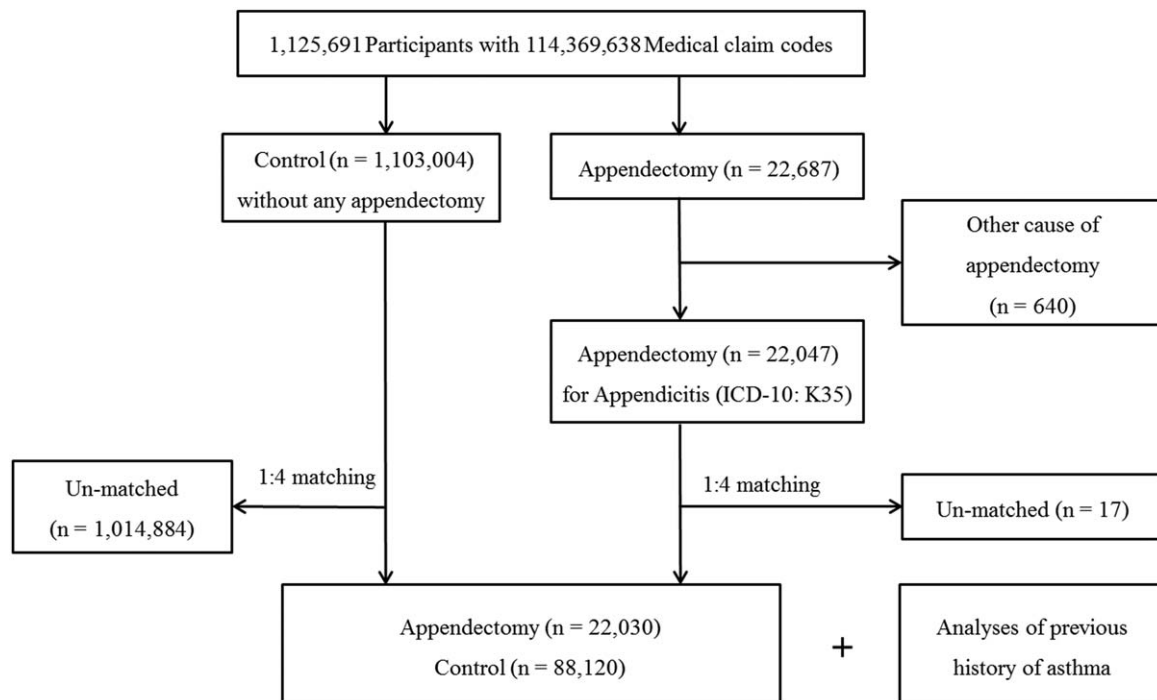 1,125,691 Participants with 114,369,638 Medical claim codes
Control (n = 1,103,004)
without any appendectomy
Appendectomy (n = 22,687)
Other cause of
appendectomy
(n = 640)
Appendectomy (n = 22,047)
for Appendicitis (ICD-10: K35)
Un-matched
(n = 1,014,884)
1:4 matching
1:4 matching
Un-matched (n = 17)
Appendectomy (n = 22,030)
Control (n = 88,120)
+
Analyses of previous
history of asthma